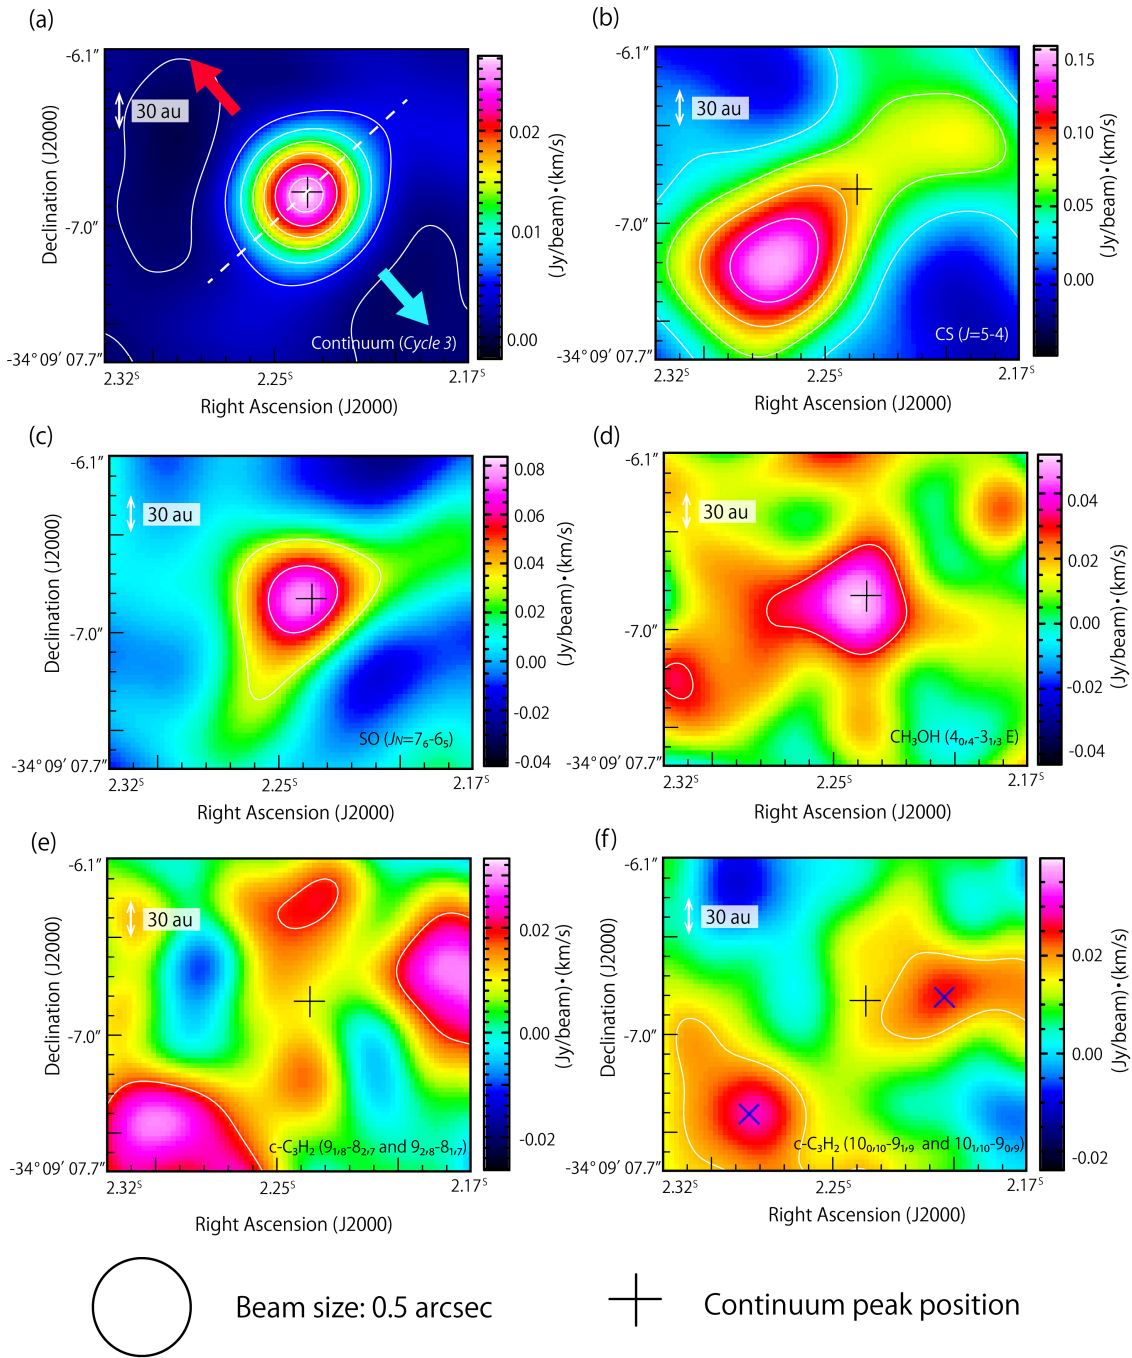 (a)
-6.1″
30 au
Declination (J2000)
-7.0″
Continuum (Cycle 3)
-34° 09′ 07.7″
2.32ˢ
2.25ˢ
2.17ˢ
Right Ascension (J2000)
0.02
0.01
0.00
(Jy/beam)•(km/s)
(b)
-6.1″
30 au
-7.0″
CS (J=5-4)
-34° 09′ 07.7″
2.32ˢ
2.25ˢ
2.17ˢ
Right Ascension (J2000)
0.15
0.10
0.05
0.00
(Jy/beam)•(km/s)
(c)
-6.1″
30 au
Declination (J2000)
-7.0″
SO (J_N=7₆-6₅)
-34° 09′ 07.7″
2.32ˢ
2.25ˢ
2.17ˢ
Right Ascension (J2000)
0.08
0.06
0.04
0.02
0.00
-0.02
-0.04
(Jy/beam)•(km/s)
(d)
-6.1″
30 au
-7.0″
CH₃OH (4₀,₄-3₁,₃ E)
-34° 09′ 07.7″
2.32ˢ
2.25ˢ
2.17ˢ
Right Ascension (J2000)
0.04
0.02
0.00
-0.02
-0.04
(Jy/beam)•(km/s)
(e)
-6.1″
30 au
Declination (J2000)
-7.0″
c-C₃H₂ (9₁,₈-8₂,₇ and 9₂,₈-8₁,₇)
-34° 09′ 07.7″
2.32ˢ
2.25ˢ
2.17ˢ
Right Ascension (J2000)
0.02
0.00
-0.02
(Jy/beam)•(km/s)
(f)
-6.1″
30 au
Declination (J2000)
-7.0″
c-C₃H₂ (10₀,₁₀-9₁,₉ and 10₁,₁₀-9₀,₉)
-34° 09′ 07.7″
2.32ˢ
2.25ˢ
2.17ˢ
Right Ascension (J2000)
0.02
0.00
-0.02
(Jy/beam)•(km/s)
Beam size: 0.5 arcsec
Continuum peak position